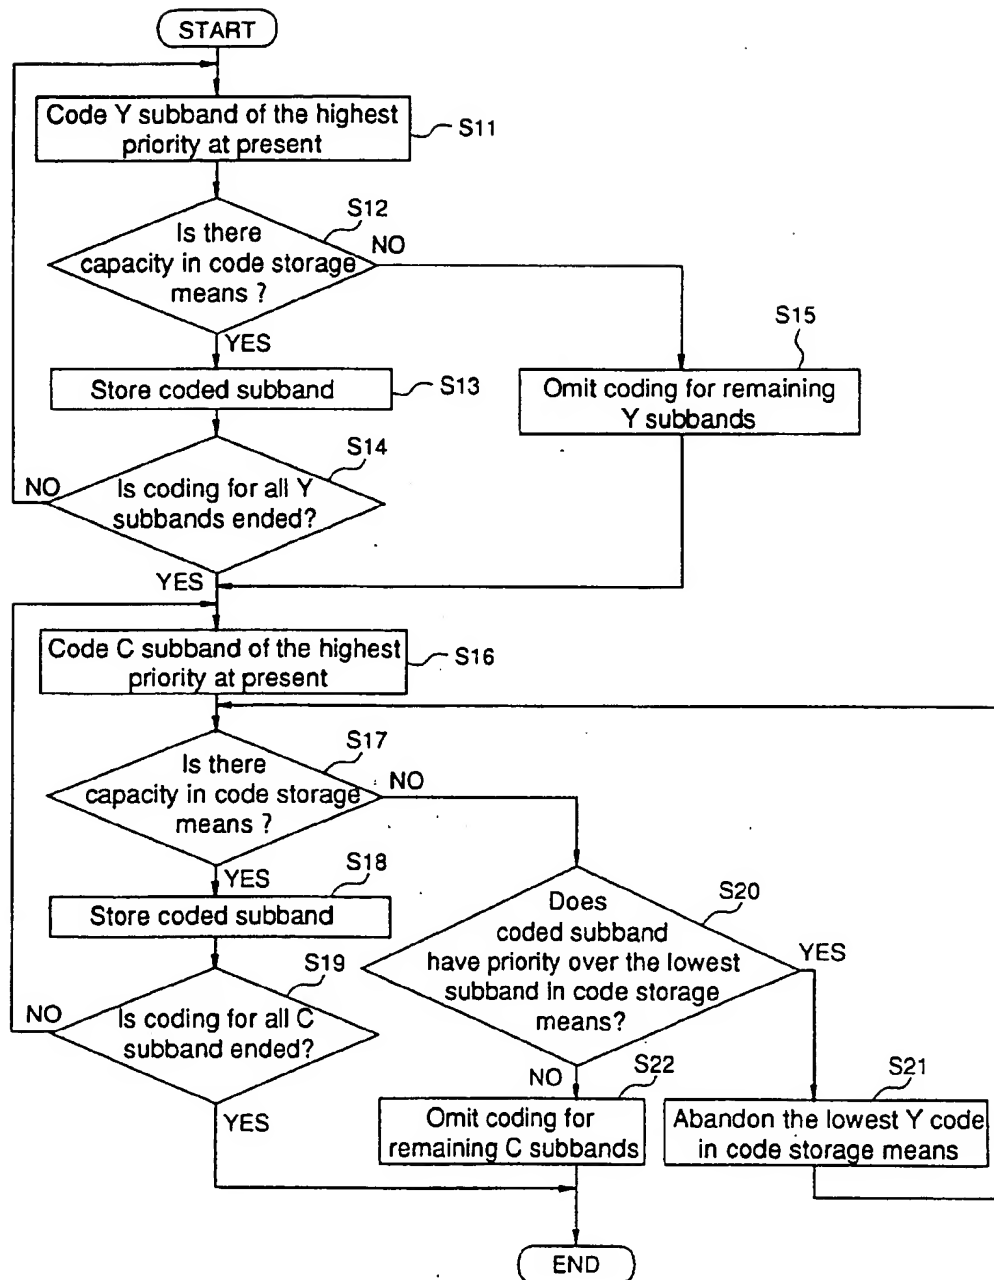 START
Code Y subband of the highest
priority at present
S11
S12
Is there
capacity in code storage
means ?
NO
YES
S15
Store coded subband
S13
Omit coding for remaining
Y subbands
S14
NO
Is coding for all Y
subbands ended?
YES
Code C subband of the highest
priority at present
S16
S17
Is there
capacity in code storage
means ?
NO
YES
S18
Store coded subband
S20
Does
coded subband
have priority over the lowest
subband in code storage
means?
YES
S19
NO
Is coding for all C
subband ended?
YES
NO
S22
Omit coding for
remaining C subbands
S21
Abandon the lowest Y code
in code storage means
END